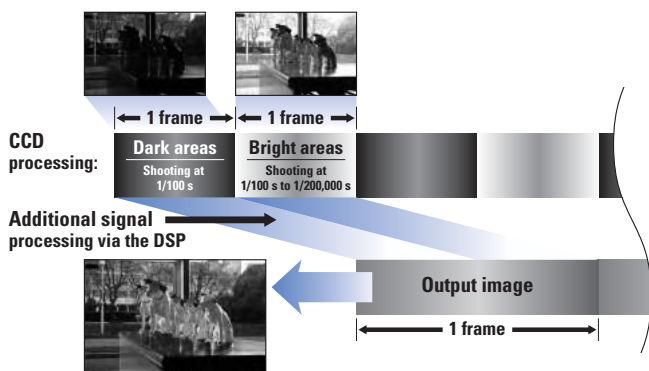 1 frame
1 frame
CCD
processing:
Dark areas
Shooting at
1/100 s
Bright areas
Shooting at
1/100 s to 1/200,000 s
Additional signal
processing via the DSP
Output image
1 frame